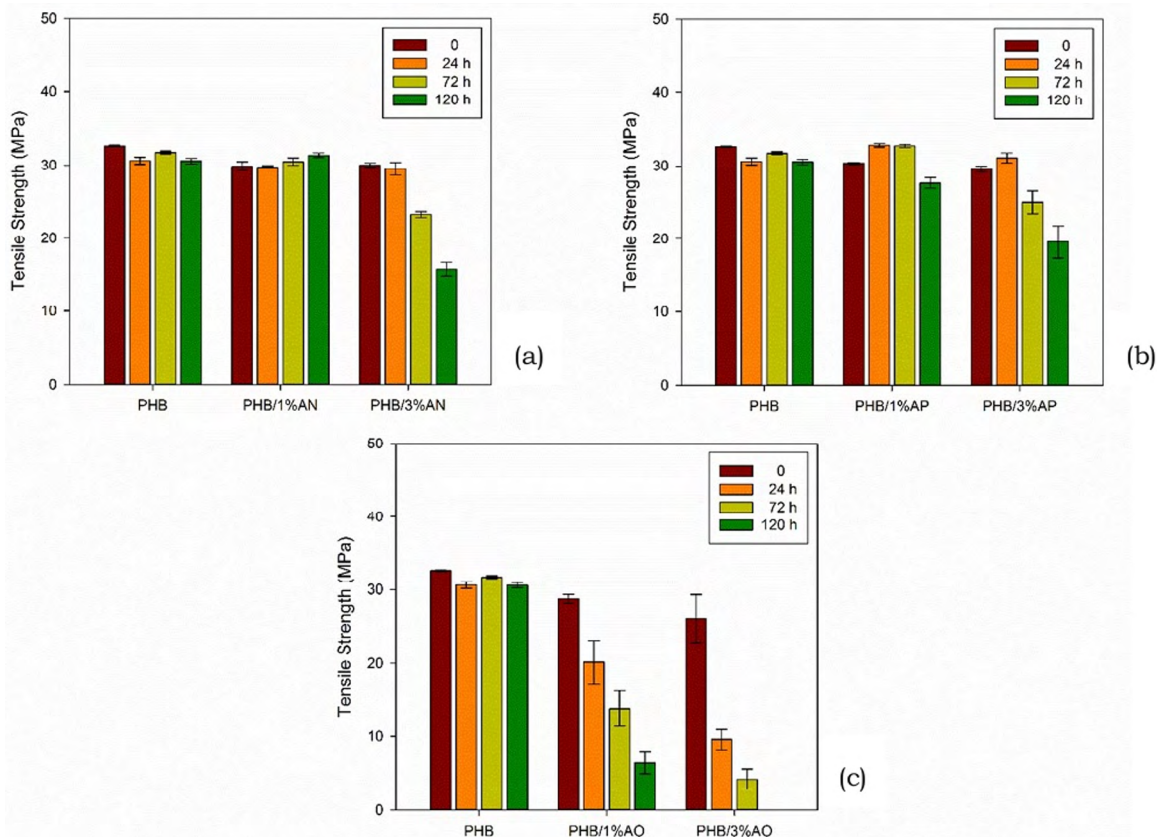 50
40
30
20
10
0
Tensile Strength (MPa)
0
24 h
72 h
120 h
PHB
PHB/1%AN
PHB/3%AN
(a)
50
40
30
20
10
0
Tensile Strength (MPa)
0
24 h
72 h
120 h
PHB
PHB/1%AP
PHB/3%AP
(b)
50
40
30
20
10
0
Tensile Strength (MPa)
0
24 h
72 h
120 h
PHB
PHB/1%AO
PHB/3%AO
(c)